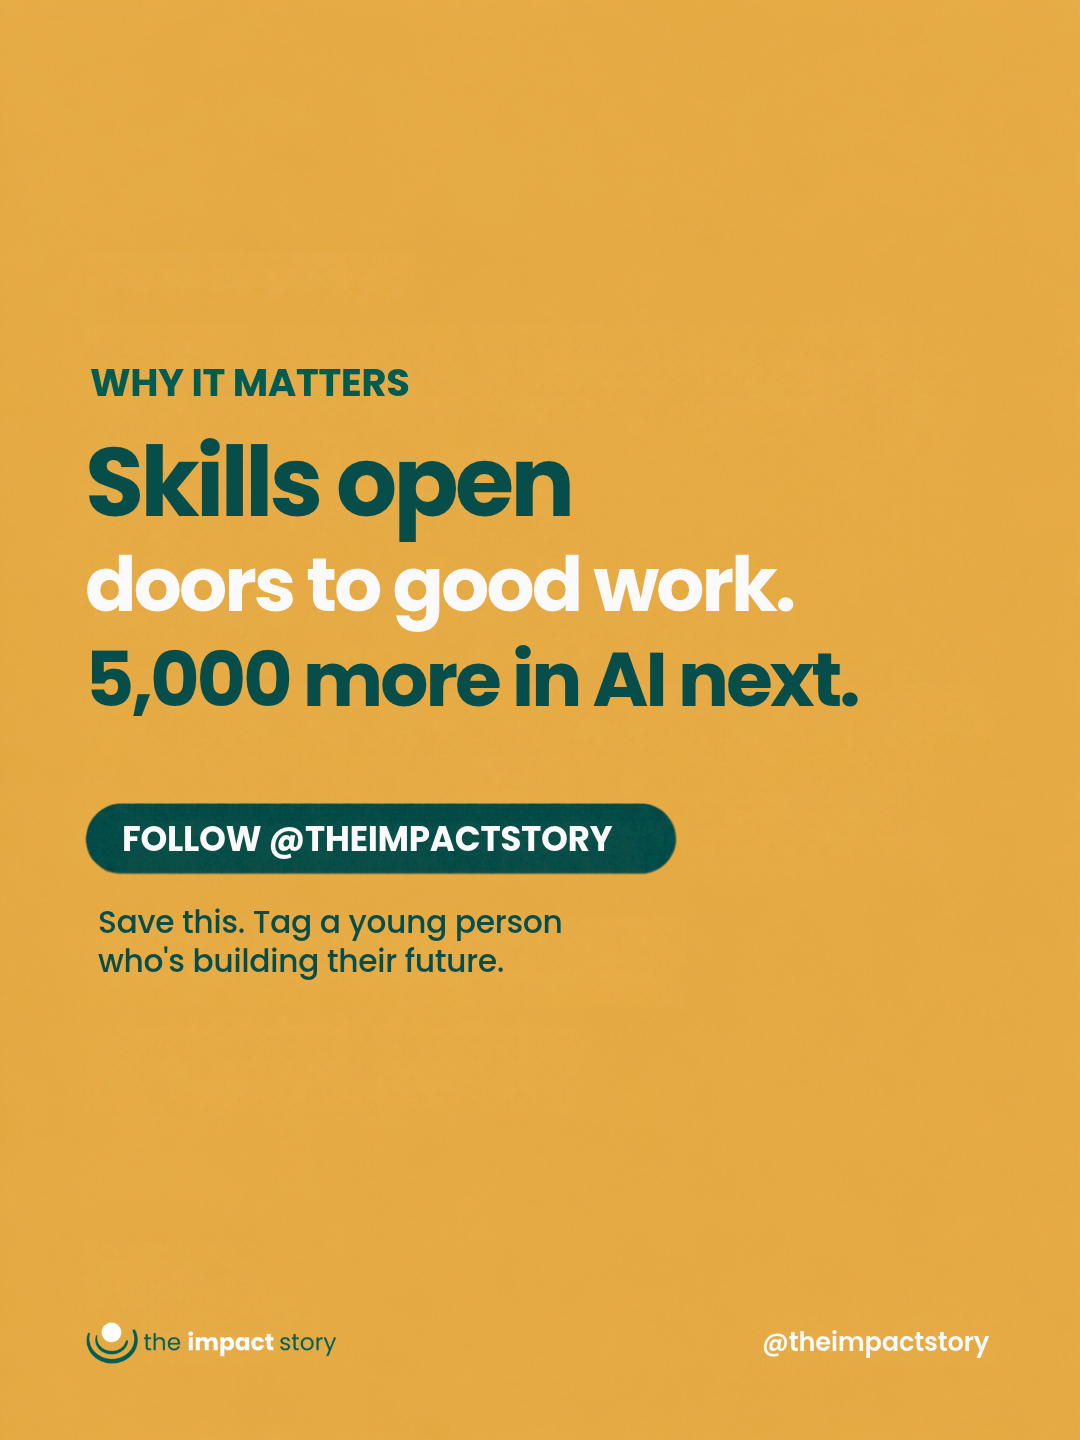 WHY IT MATTERS
Skills open
doors to good work.
5,000 more in AI next.
FOLLOW @THEIMPACTSTORY
Save this. Tag a young person
who's building their future.
the impact story
@theimpactstory